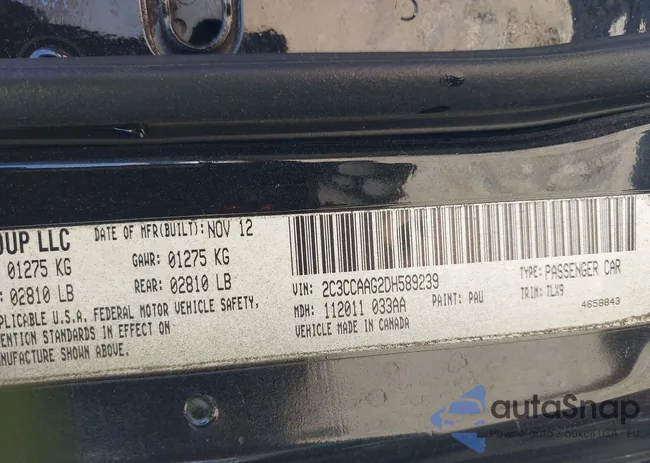 OUP LLC DATE OF MFR(BUILT): NOV 12
01275 KG GAWR: 01275 KG
02810 LB REAR: 02810 LB
PLICABLE U.S.A. FEDERAL MOTOR VEHICLE SAFETY,
ENTION STANDARDS IN EFFECT ON
NUFACTURE SHOWN ABOVE.
VIN: 2C3CCAAG2DH589239 TYPE: PASSENGER CAR
MDH: 112011 033AA PAINT: PAU TRIM: TLX9
VEHICLE MADE IN CANADA 4658843
autoSnap